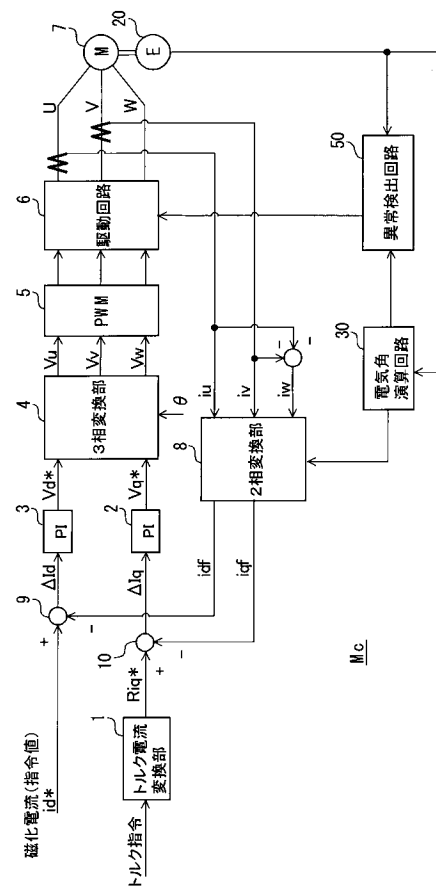 磁化電流(指令値)
id*
9
+
−
ΔId
3
PI
Vd*
4
3相変換部
θ
Vu
Vv
Vw
5
PWM
6
駆動回路
U
V
W
7
M
20
E
トルク指令
1
トルク電流
変換部
Riq*
+
10
−
ΔIq
2
PI
Vq*
idf
iqf
8
2相変換部
iu
iv
iw
−
−
30
電気角
演算回路
50
異常検出回路
Mc